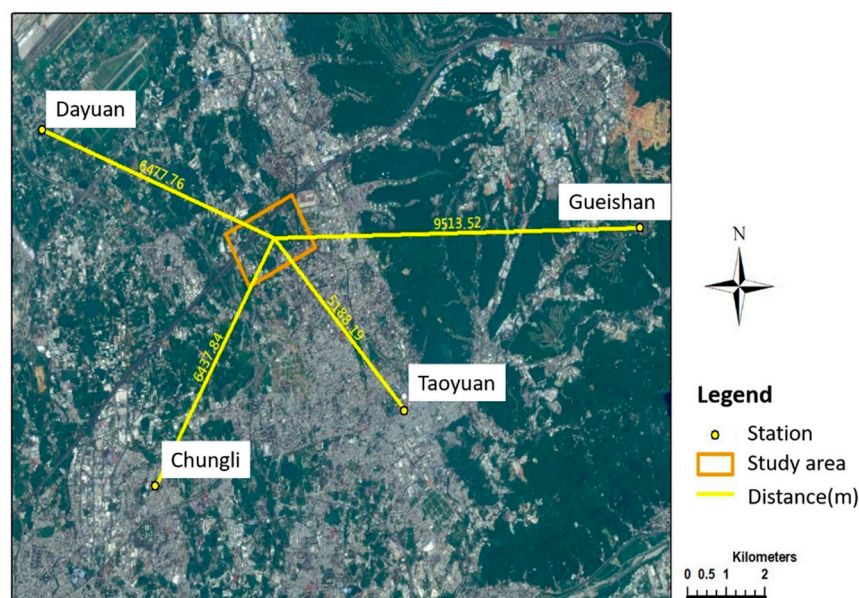 Dayuan
6477.76
Gueishan
9513.52
N
5188.19
6437.84
Taoyuan
Chungli
Legend
Station
Study area
Distance(m)
Kilometers
0 0.5 1 2